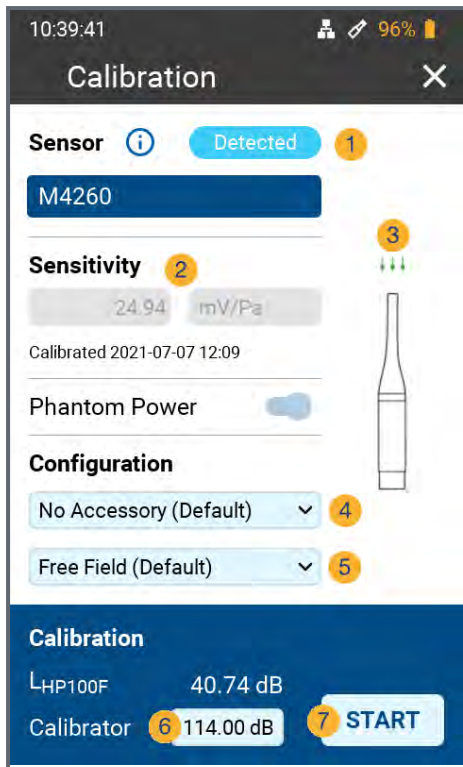 10:39:41 96%
Calibration
Sensor Detected 1
M4260
3
Sensitivity 2
24.94 mV/Pa
Calibrated 2021-07-07 12:09
Phantom Power
Configuration
No Accessory (Default) 4
Free Field (Default) 5
Calibration
LHP100F 40.74 dB
Calibrator 6 114.00 dB 7 START